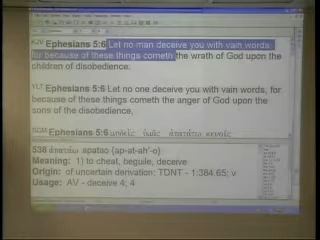 KJV Ephesians 5:6 Let no man deceive you with vain words:
for because of these things cometh the wrath of God upon the
children of disobedience.
YLT Ephesians 5:6 Let no one deceive you with vain words, for
because of these things cometh the anger of God upon the
sons of the disobedience,
Ephesians 5:6
538 apatao {ap-at-ah'-o}
Meaning: 1) to cheat, beguile, deceive
Origin: of uncertain derivation; TDNT - 1:384,65; v
Usage: AV - deceive 4; 4